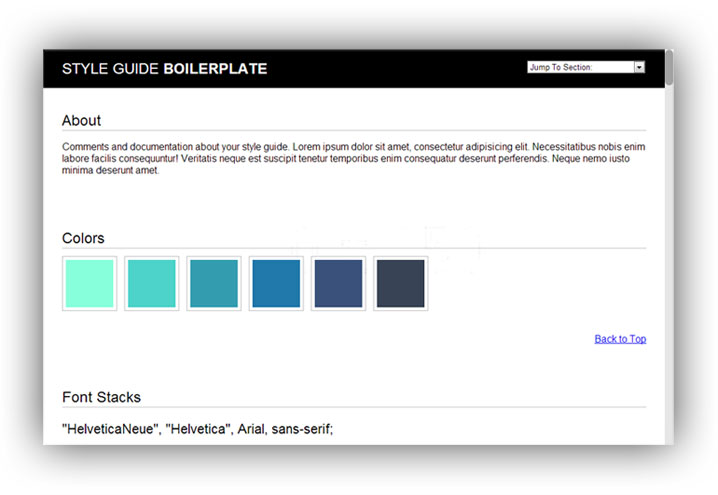 STYLE GUIDE BOILERPLATE
Jump To Section:
About
Comments and documentation about your style guide. Lorem ipsum dolor sit amet, consectetur adipisicing elit. Necessitatibus nobis enim
labore facilis consequuntur! Veritatis neque est suscipit tenetur temporibus enim consequatur deserunt perferendis. Neque nemo iusto
minima deserunt amet.
Colors
Back to Top
Font Stacks
"HelveticaNeue", "Helvetica", Arial, sans-serif;